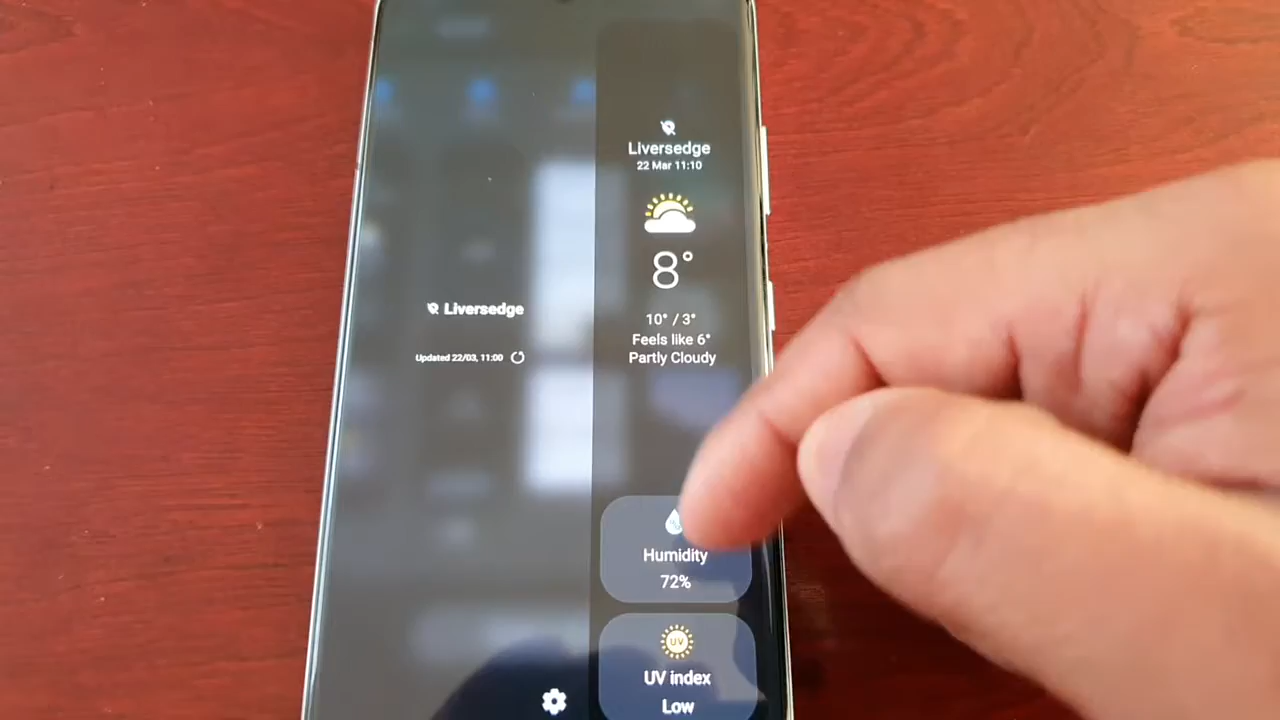 Liversedge
Updated 22/03, 11:00
Liversedge
22 Mar 11:10
8°
10° / 3°
Feels like 6°
Partly Cloudy
Humidity
72%
UV
UV index
Low